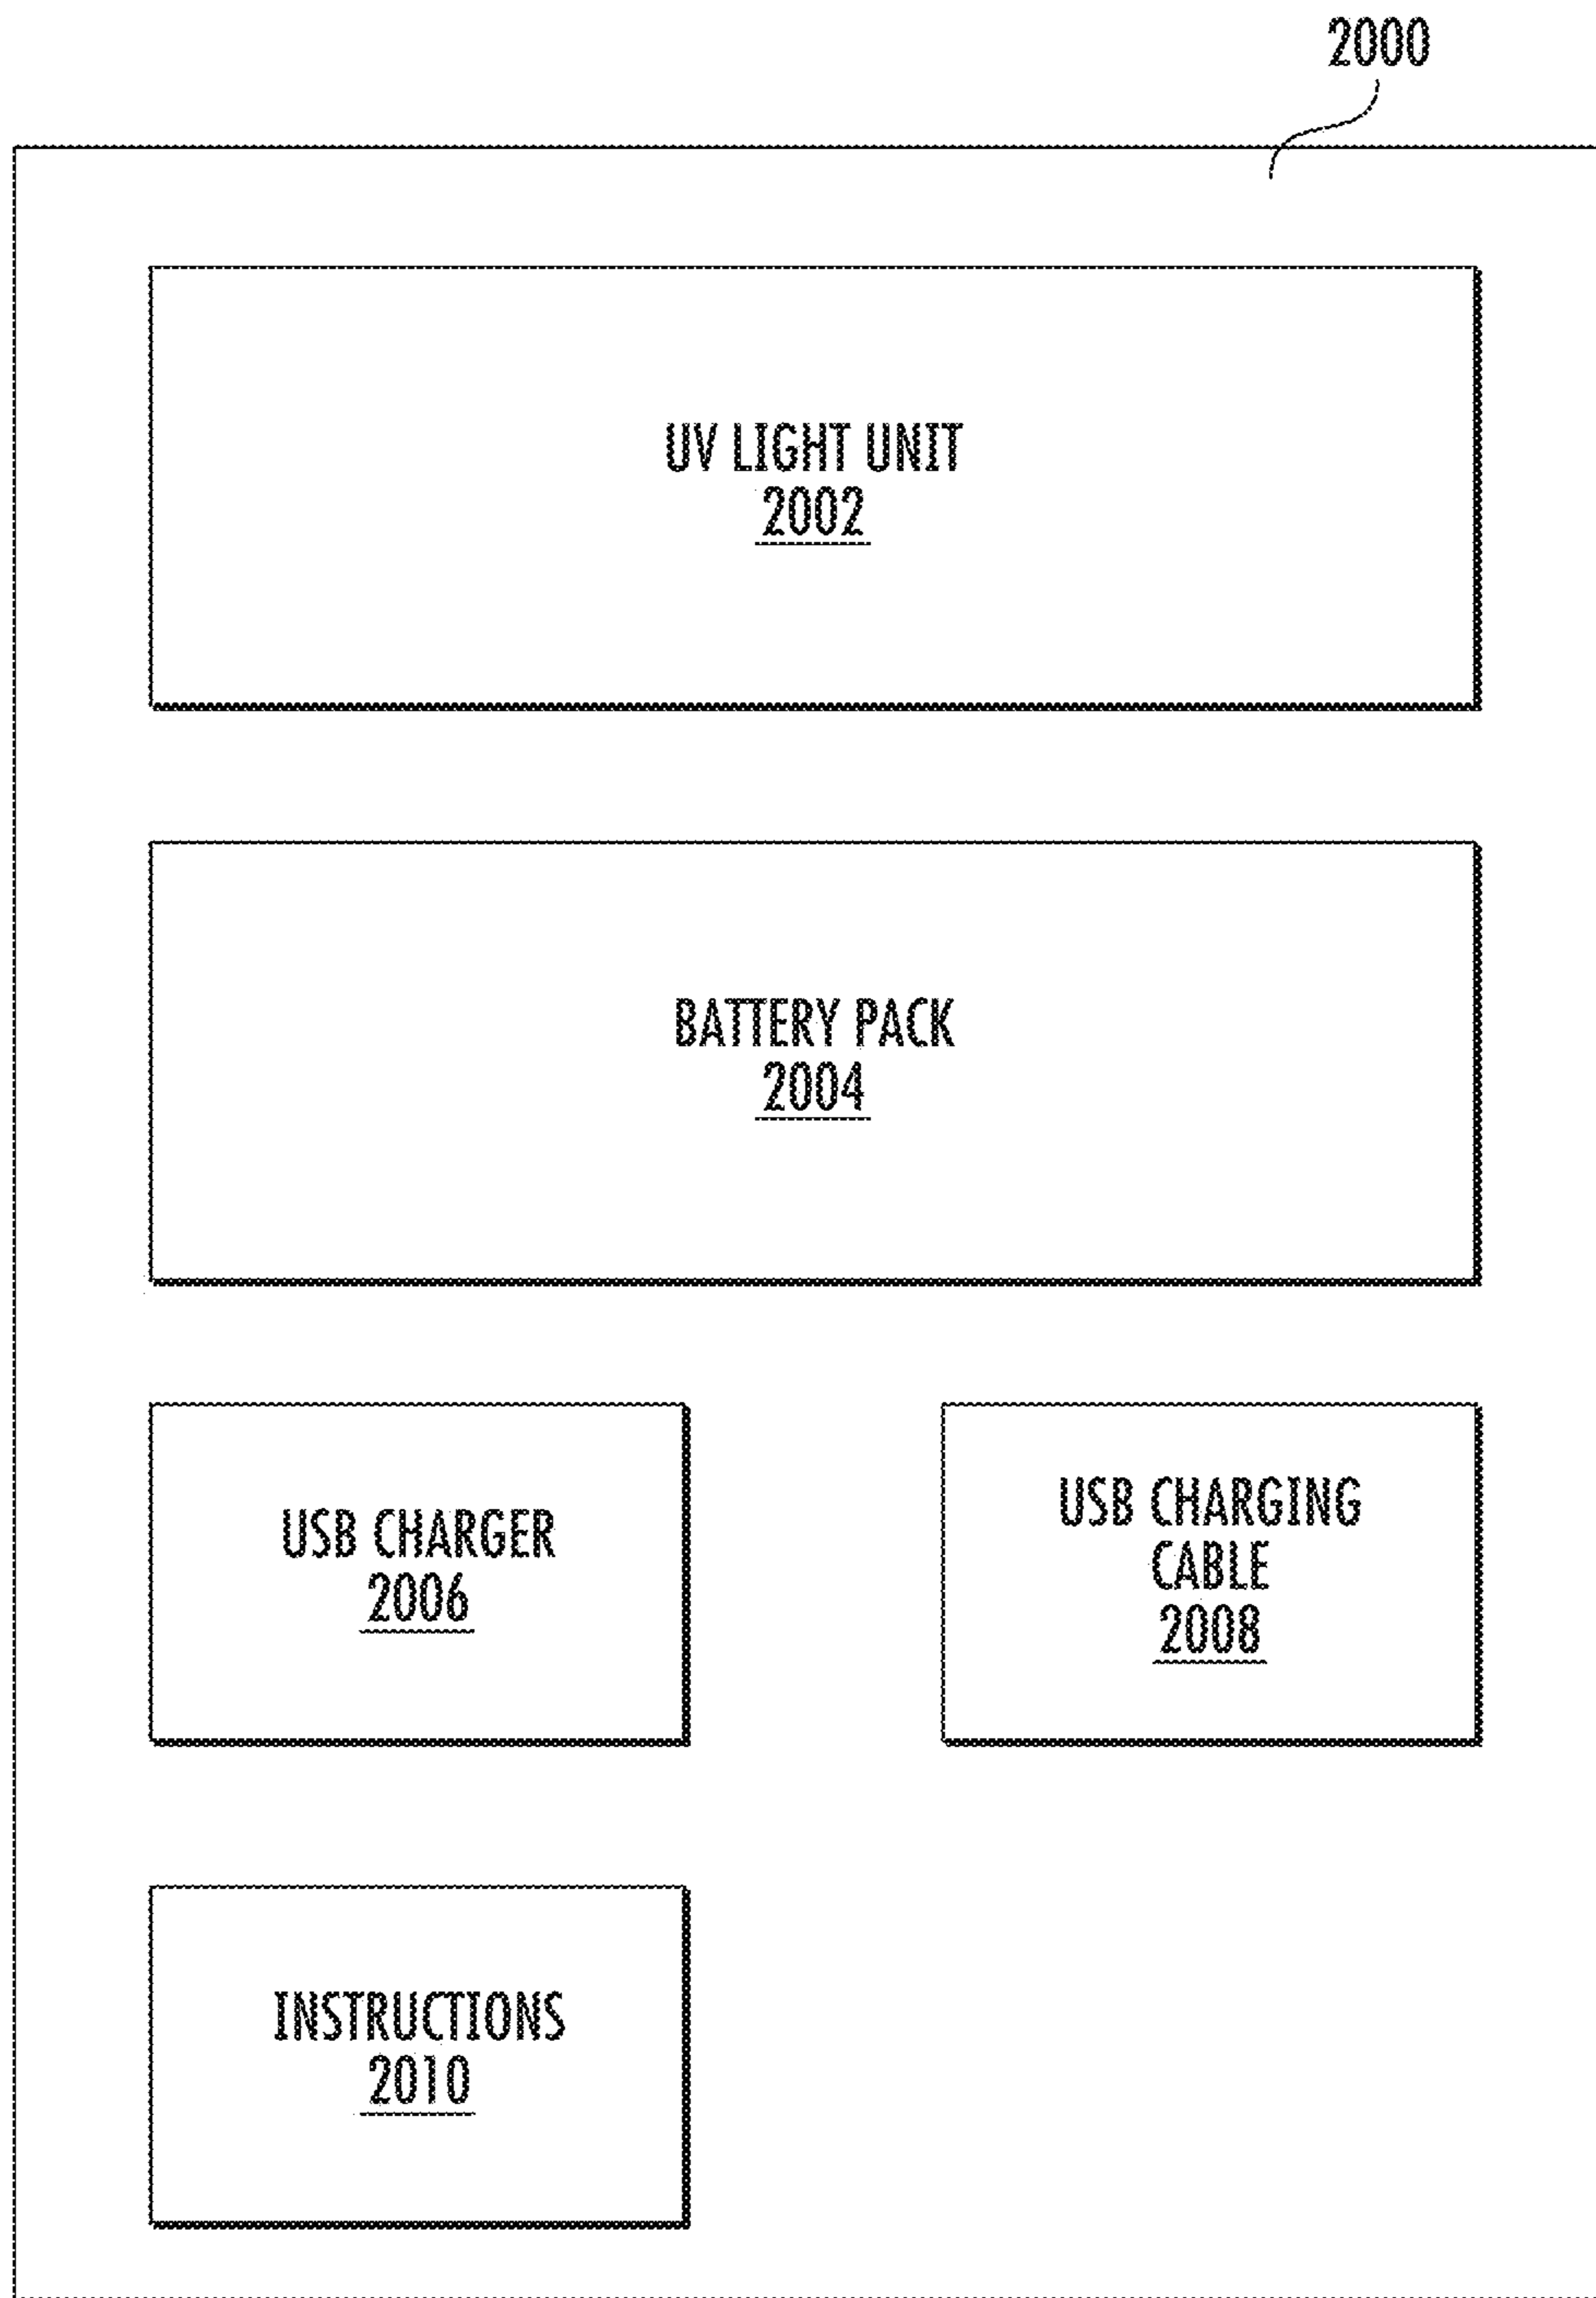 2000
UV LIGHT UNIT
2002
BATTERY PACK
2004
USB CHARGER
2006
USB CHARGING
CABLE
2008
INSTRUCTIONS
2010